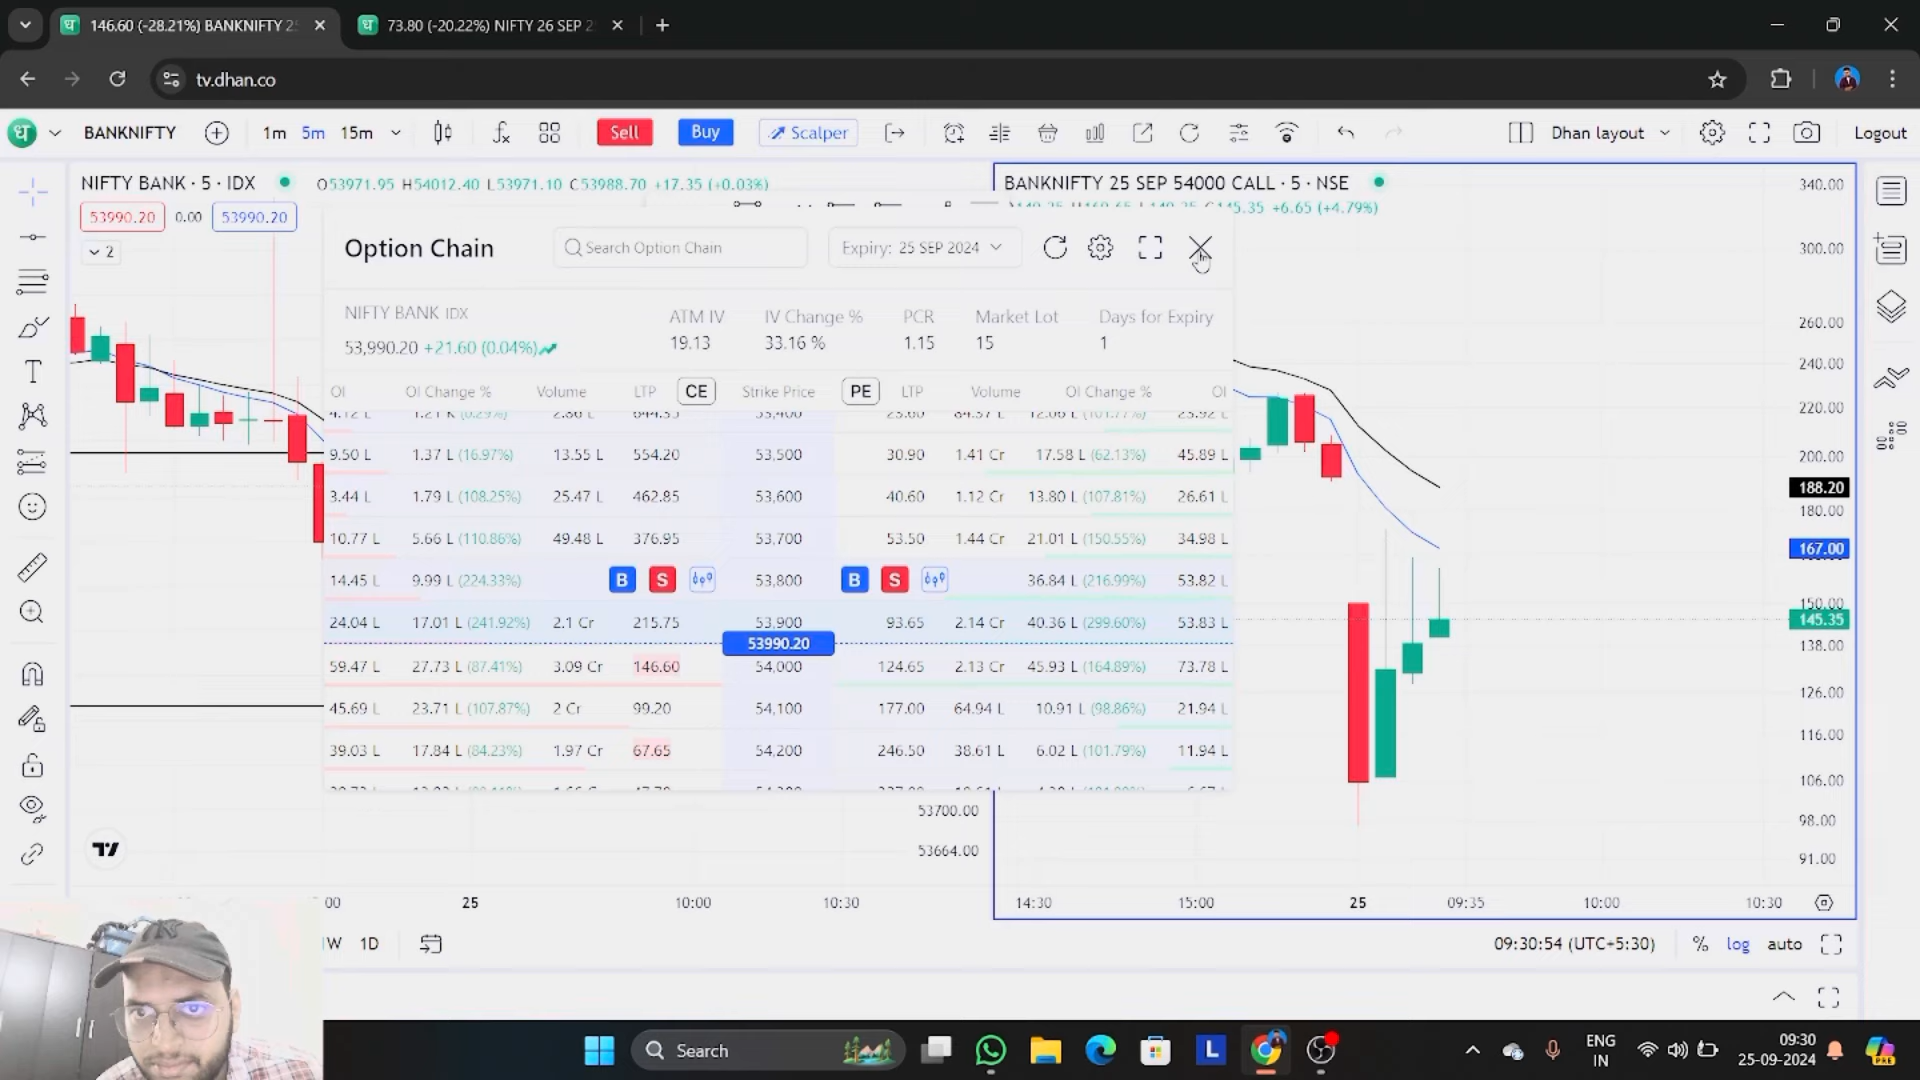 146.60 (-28.21%) BANKNIFTY 25
73.80 (-20.22%) NIFTY 26 SEP 2
tv.dhan.co
BANKNIFTY 1m 5m 15m Sell Buy Scalper Dhan layout Logout
NIFTY BANK · 5 · IDX O53971.95 H54012.40 L53971.10 C53988.70 +17.35 (+0.03%)
53990.20 0.00 53990.20
2
BANKNIFTY 25 SEP 54000 CALL · 5 · NSE
C145.35 +6.65 (+4.79%)
Option Chain Search Option Chain Expiry: 25 SEP 2024
NIFTY BANK IDX ATM IV IV Change % PCR Market Lot Days for Expiry
53,990.20 +21.60 (0.04%) 19.13 33.16 % 1.15 15 1
OI OI Change % Volume LTP CE Strike Price PE LTP Volume OI Change % OI
9.50 L 1.37 L (16.97%) 13.55 L 554.20 53,500 30.90 1.41 Cr 17.58 L (62.13%) 45.89 L
3.44 L 1.79 L (108.25%) 25.47 L 462.85 53,600 40.60 1.12 Cr 13.80 L (107.81%) 26.61 L
10.77 L 5.66 L (110.86%) 49.48 L 376.95 53,700 53.50 1.44 Cr 21.01 L (150.55%) 34.98 L
14.45 L 9.99 L (224.33%) B S 53,800 B S 36.84 L (216.99%) 53.82 L
24.04 L 17.01 L (241.92%) 2.1 Cr 215.75 53,900 93.65 2.14 Cr 40.36 L (299.60%) 53.83 L
53990.20
59.47 L 27.73 L (87.41%) 3.09 Cr 146.60 54,000 124.65 2.13 Cr 45.93 L (164.89%) 73.78 L
45.69 L 23.71 L (107.87%) 2 Cr 99.20 54,100 177.00 64.94 L 10.91 L (98.86%) 21.94 L
39.03 L 17.84 L (84.23%) 1.97 Cr 67.65 54,200 246.50 38.61 L 6.02 L (101.79%) 11.94 L
53700.00
53664.00
340.00
300.00
260.00
240.00
220.00
200.00
188.20
180.00
167.00
150.00
145.35
138.00
126.00
116.00
106.00
98.00
91.00
:00 25 10:00 10:30
14:30 15:00 25 09:35 10:00 10:30
1W 1D
09:30:54 (UTC+5:30) % log auto
Search
L
ENG
IN
09:30
25-09-2024
PRE